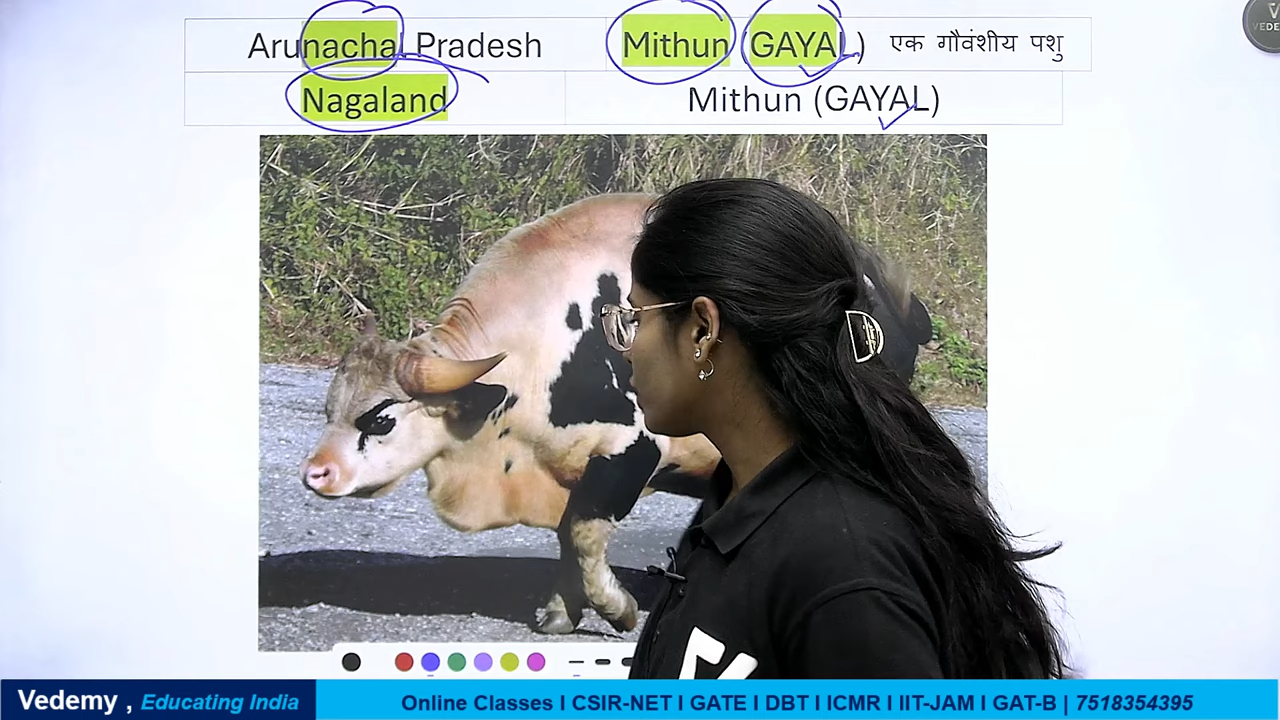 Arunachal Pradesh Mithun (GAYAL) एक गौवंशीय पशु
Nagaland Mithun (GAYAL)
Vedemy , Educating India
Online Classes I CSIR-NET I GATE I DBT I ICMR I IIT-JAM I GAT-B | 7518354395